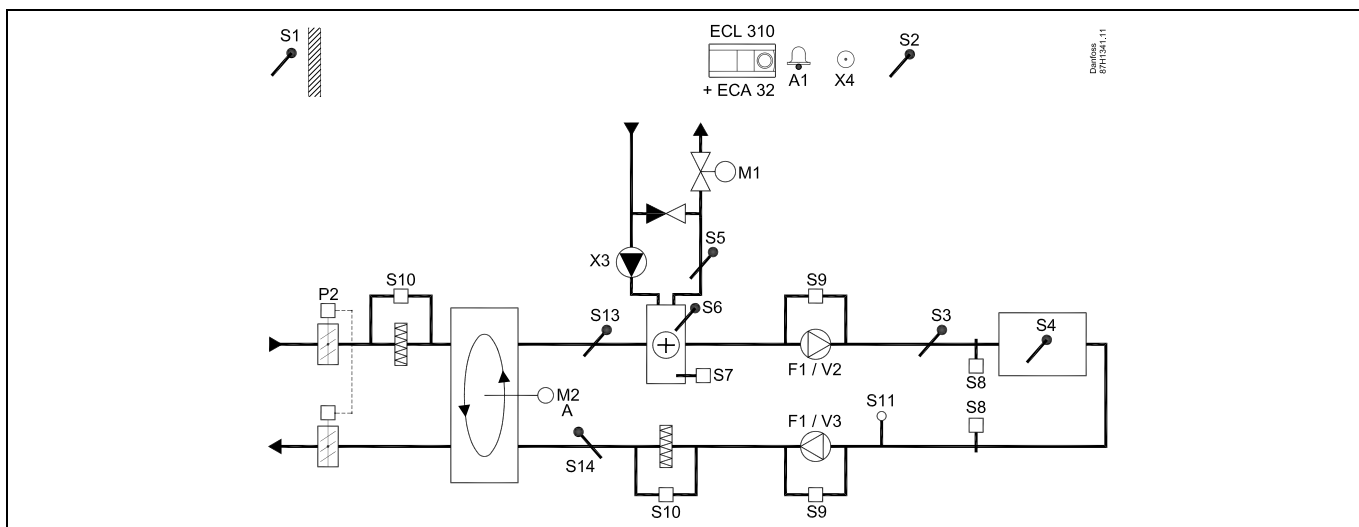 S1
ECL 310
+ ECA 32
A1
X4
S2
Danfoss
87H1341.11
M1
S5
X3
S10
P2
S13
S6
S9
S3
S4
F1 / V2
S7
S8
M2
A
F1 / V3
S11
S8
S14
S10
S9